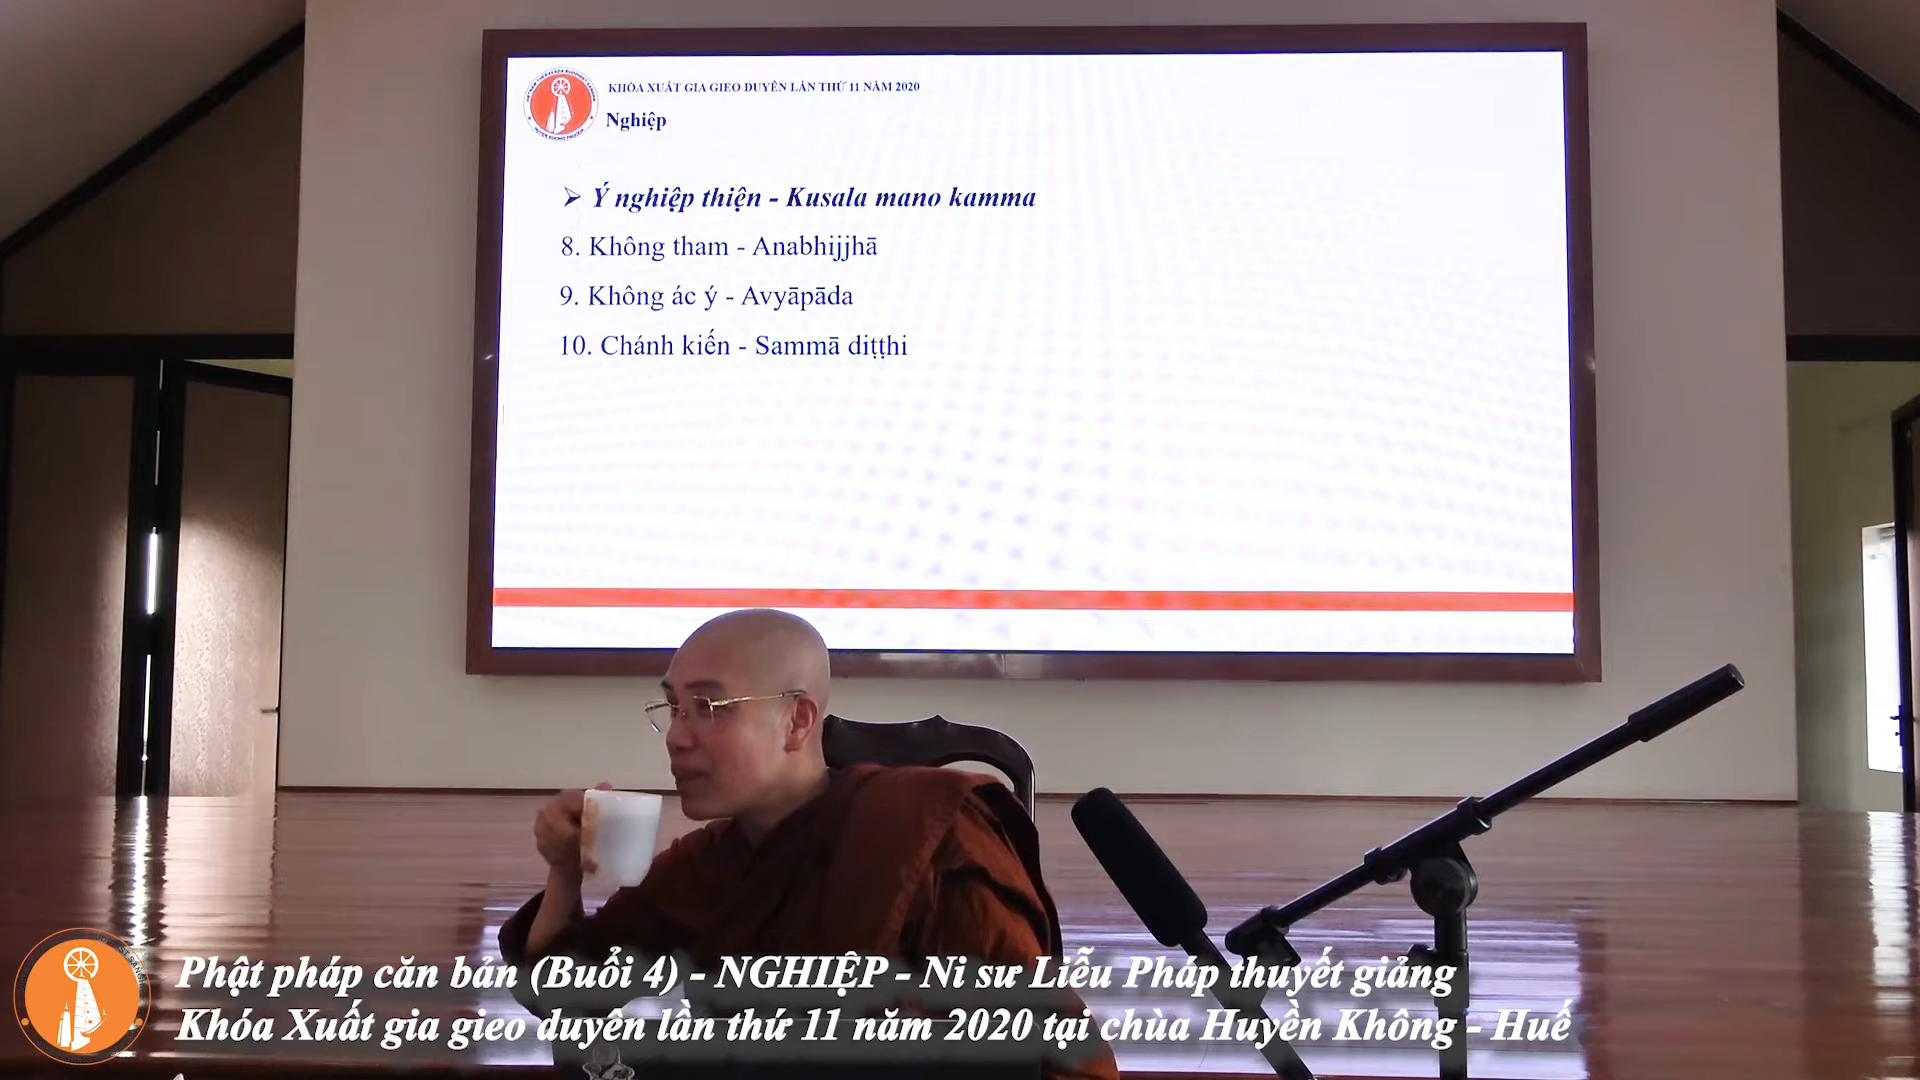 KHÓA XUẤT GIA GIEO DUYÊN LẦN THỨ 11 NĂM 2020
Nghiệp
Ý nghiệp thiện - Kusala mano kamma
8. Không tham - Anabhijjhā
9. Không ác ý - Avyāpāda
10. Chánh kiến - Sammā diṭṭhi
Phật pháp căn bản (Buổi 4) - NGHIỆP - Ni sư Liễu Pháp thuyết giảng
Khóa Xuất gia gieo duyên lần thứ 11 năm 2020 tại chùa Huyền Không - Huế